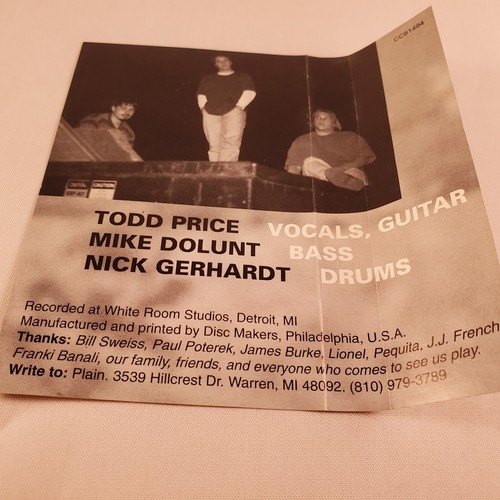 CCS1404
CAUTION CAUTION
TODD PRICE VOCALS, GUITAR
MIKE DOLUNT BASS
NICK GERHARDT DRUMS
Recorded at White Room Studios, Detroit, MI
Manufactured and printed by Disc Makers, Philadelphia, U.S.A.
Thanks: Bill Sweiss, Paul Poterek, James Burke, Lionel, Pequita, J.J. French
Franki Banali, our family, friends, and everyone who comes to see us play.
Write to: Plain. 3539 Hillcrest Dr. Warren, MI 48092. (810) 979-3789